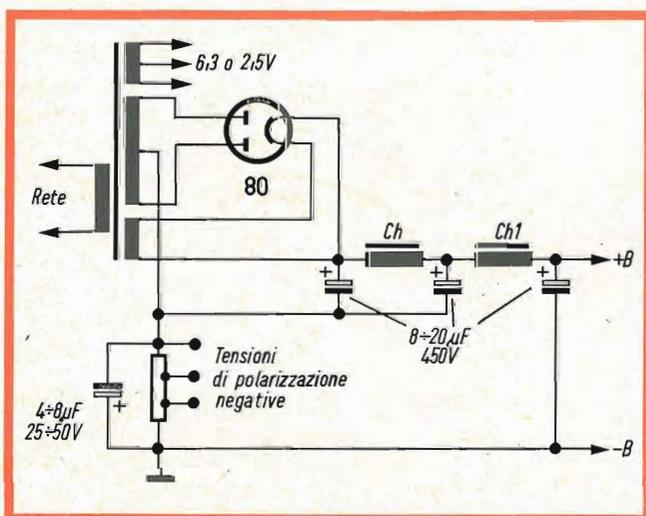 6,3 o 2,5V
80
Rete
Ch
Ch1
+
+
+
+B
8÷20µF
450V
Tensioni
di polarizzazione
negative
4÷8µF
25÷50V
+
-B